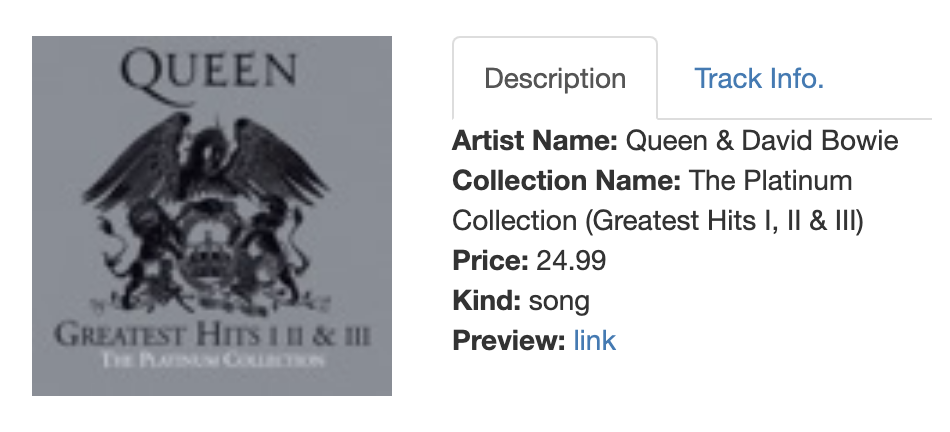 QUEEN
GREATEST HITS I II & III
THE PLATINUM COLLECTION
Description
Track Info.
Artist Name: Queen & David Bowie
Collection Name: The Platinum
Collection (Greatest Hits I, II & III)
Price: 24.99
Kind: song
Preview: link